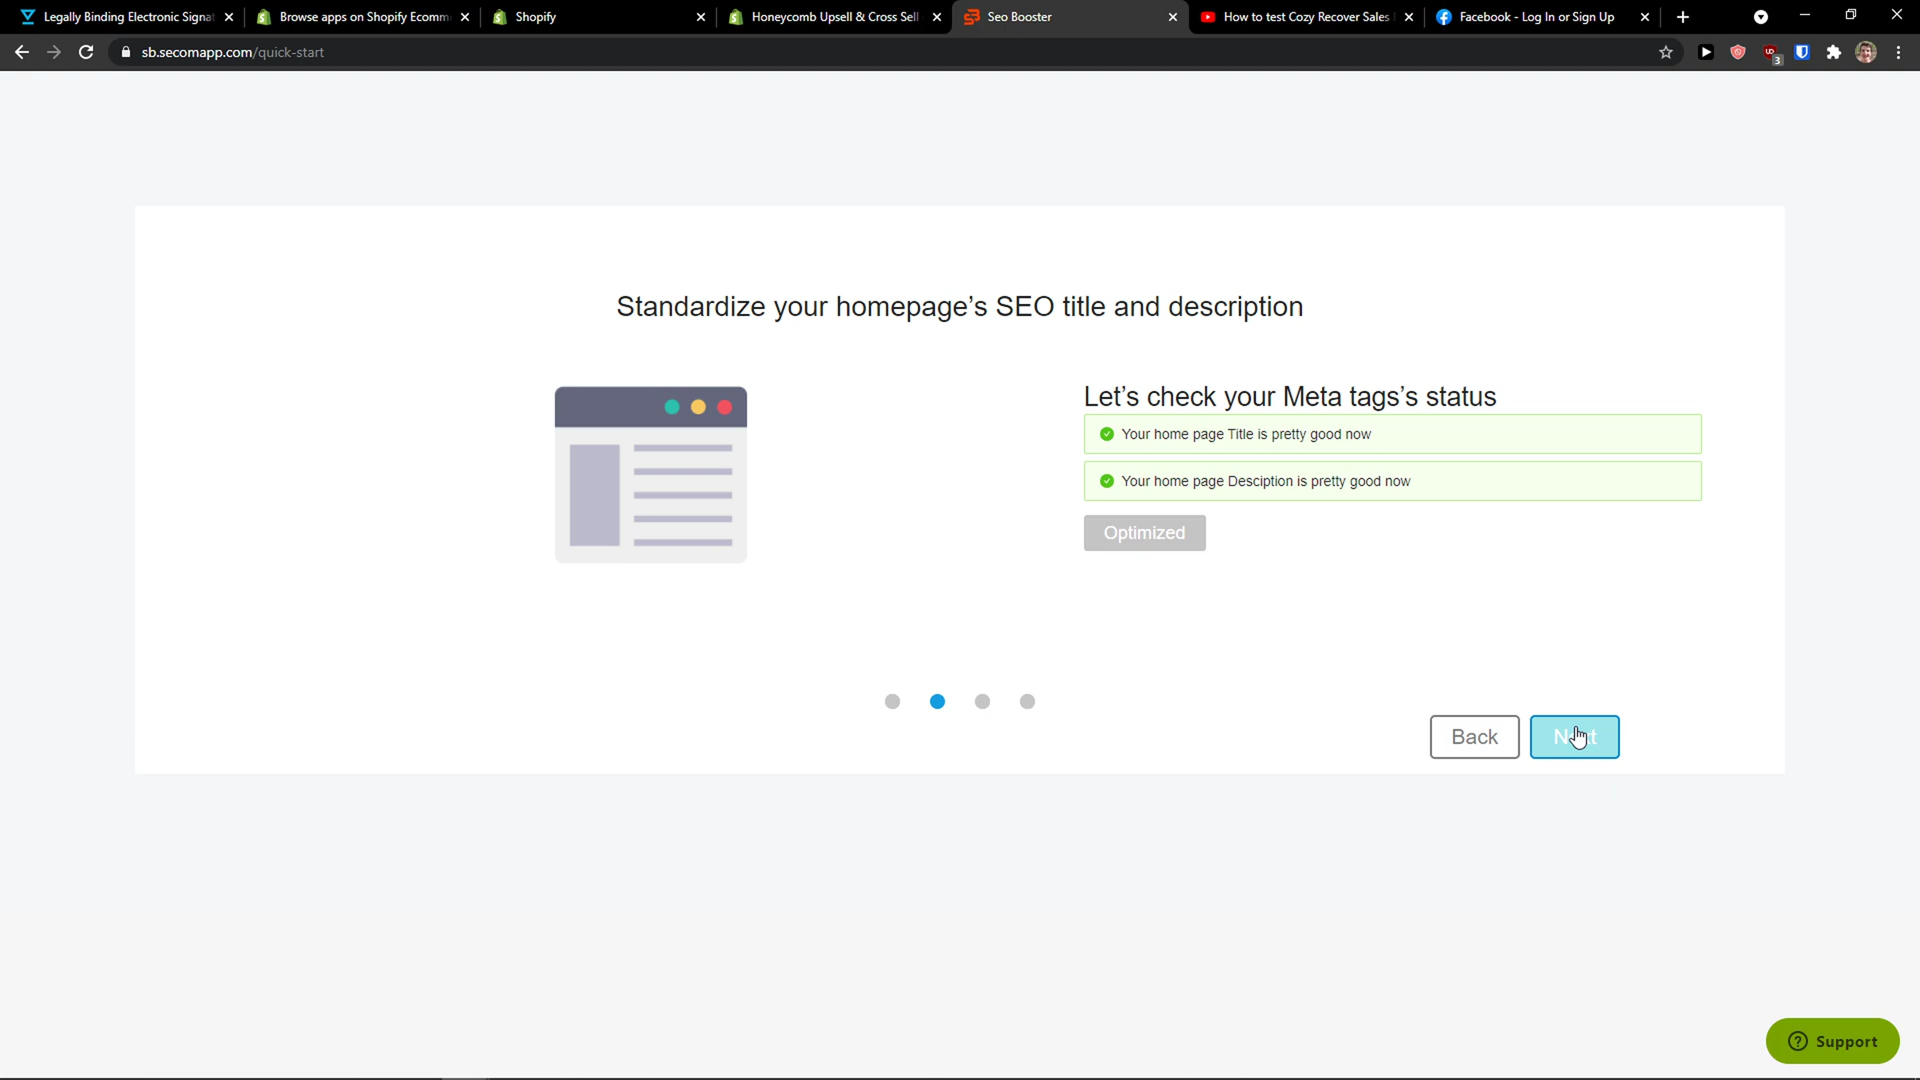 Legally Binding Electronic Signat
Browse apps on Shopify Ecomm
Shopify
Honeycomb Upsell & Cross Sell
Seo Booster
How to test Cozy Recover Sales
Facebook - Log In or Sign Up
sb.secomapp.com/quick-start
3
Standardize your homepage's SEO title and description
Let's check your Meta tags's status
Your home page Title is pretty good now
Your home page Desciption is pretty good now
Optimized
Back
Next
Support